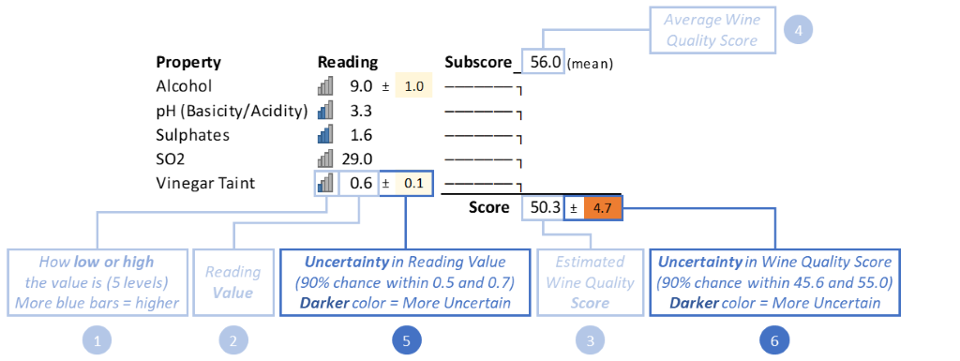 Average Wine
Quality Score
4
Property Reading Subscore 56.0 (mean)
Alcohol 9.0 ± 1.0
pH (Basicity/Acidity) 3.3
Sulphates 1.6
SO2 29.0
Vinegar Taint 0.6 ± 0.1
Score 50.3 ± 4.7
How low or high
the value is (5 levels)
More blue bars = higher
1
Reading
Value
2
Uncertainty in Reading Value
(90% chance within 0.5 and 0.7)
Darker color = More Uncertain
5
Estimated
Wine Quality
Score
3
Uncertainty in Wine Quality Score
(90% chance within 45.6 and 55.0)
Darker color = More Uncertain
6